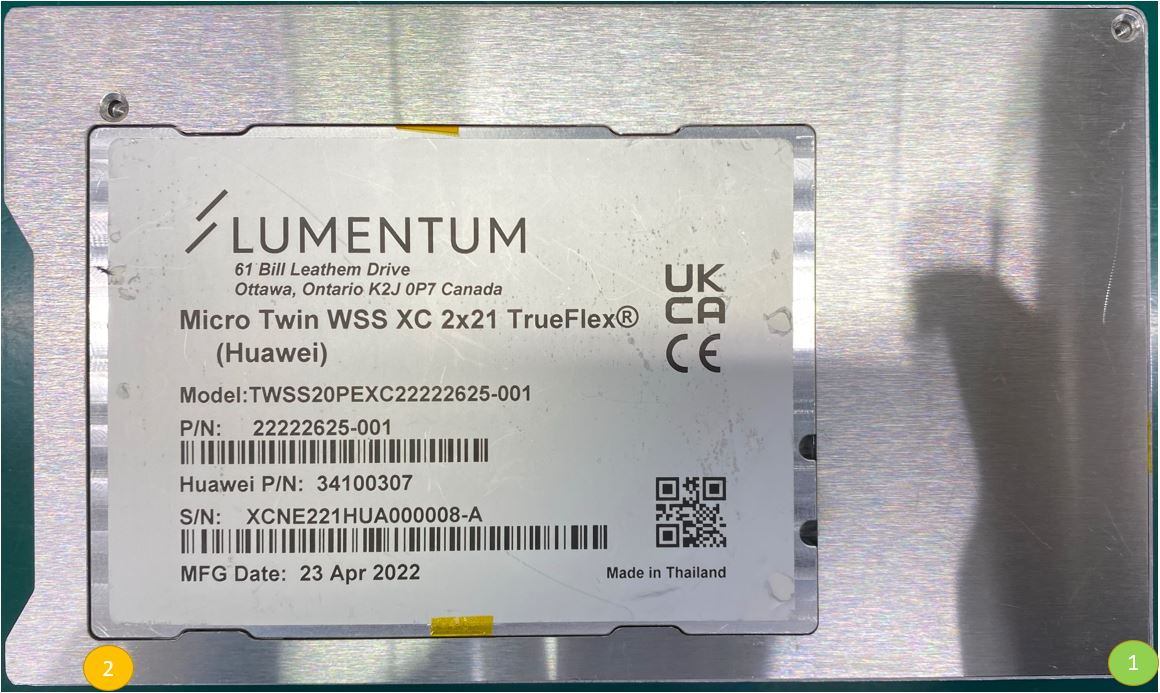 LUMENTUM
61 Bill Leathem Drive
Ottawa, Ontario K2J 0P7 Canada
UK
CA
CE
Micro Twin WSS XC 2x21 TrueFlex®
(Huawei)
Model:TWSS20PEXC22222625-001
P/N: 22222625-001
Huawei P/N: 34100307
S/N: XCNE221HUA000008-A
MFG Date: 23 Apr 2022
Made in Thailand
2
1